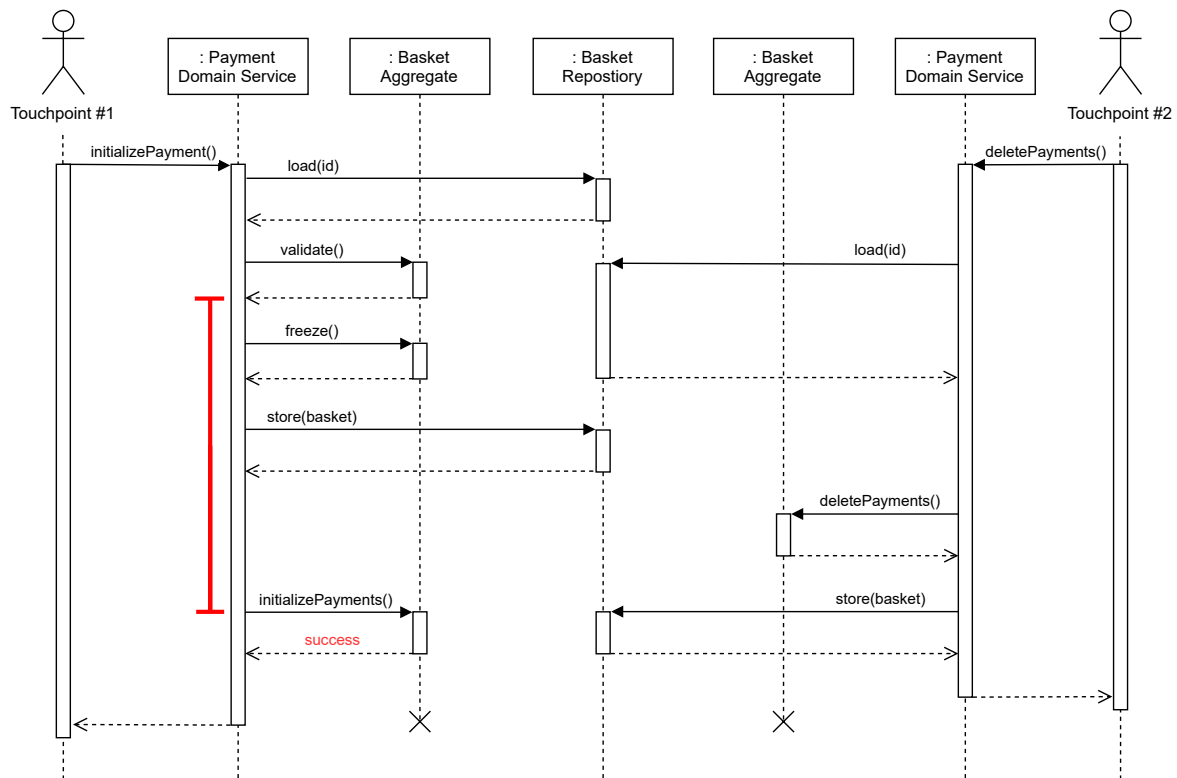 : Payment
Domain Service
: Basket
Aggregate
: Basket
Repostiory
: Basket
Aggregate
: Payment
Domain Service
Touchpoint #1
Touchpoint #2
initializePayment()
deletePayments()
load(id)
validate()
load(id)
freeze()
store(basket)
deletePayments()
initializePayments()
store(basket)
success